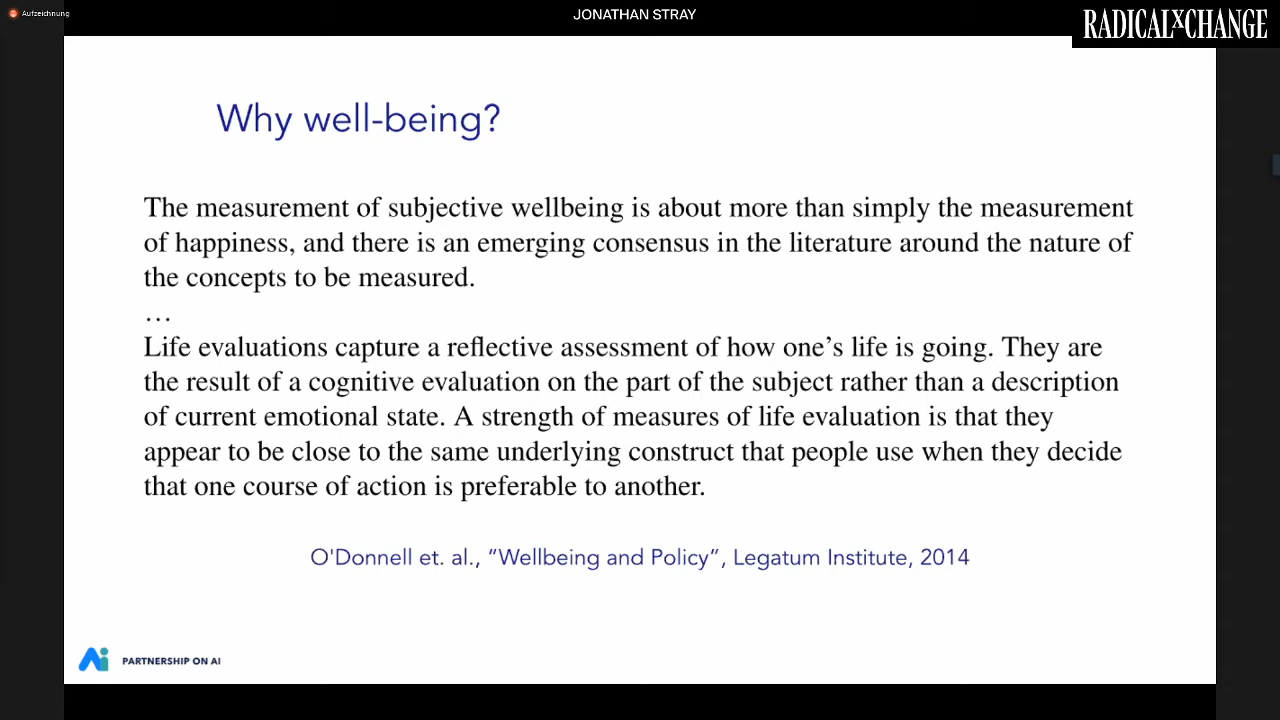 Aufzeichnung
JONATHAN STRAY
RADICALxCHANGE
Why well-being?
The measurement of subjective wellbeing is about more than simply the measurement
of happiness, and there is an emerging consensus in the literature around the nature of
the concepts to be measured.
…
Life evaluations capture a reflective assessment of how one’s life is going. They are
the result of a cognitive evaluation on the part of the subject rather than a description
of current emotional state. A strength of measures of life evaluation is that they
appear to be close to the same underlying construct that people use when they decide
that one course of action is preferable to another.
O'Donnell et. al., ”Wellbeing and Policy”, Legatum Institute, 2014
Ai PARTNERSHIP ON AI